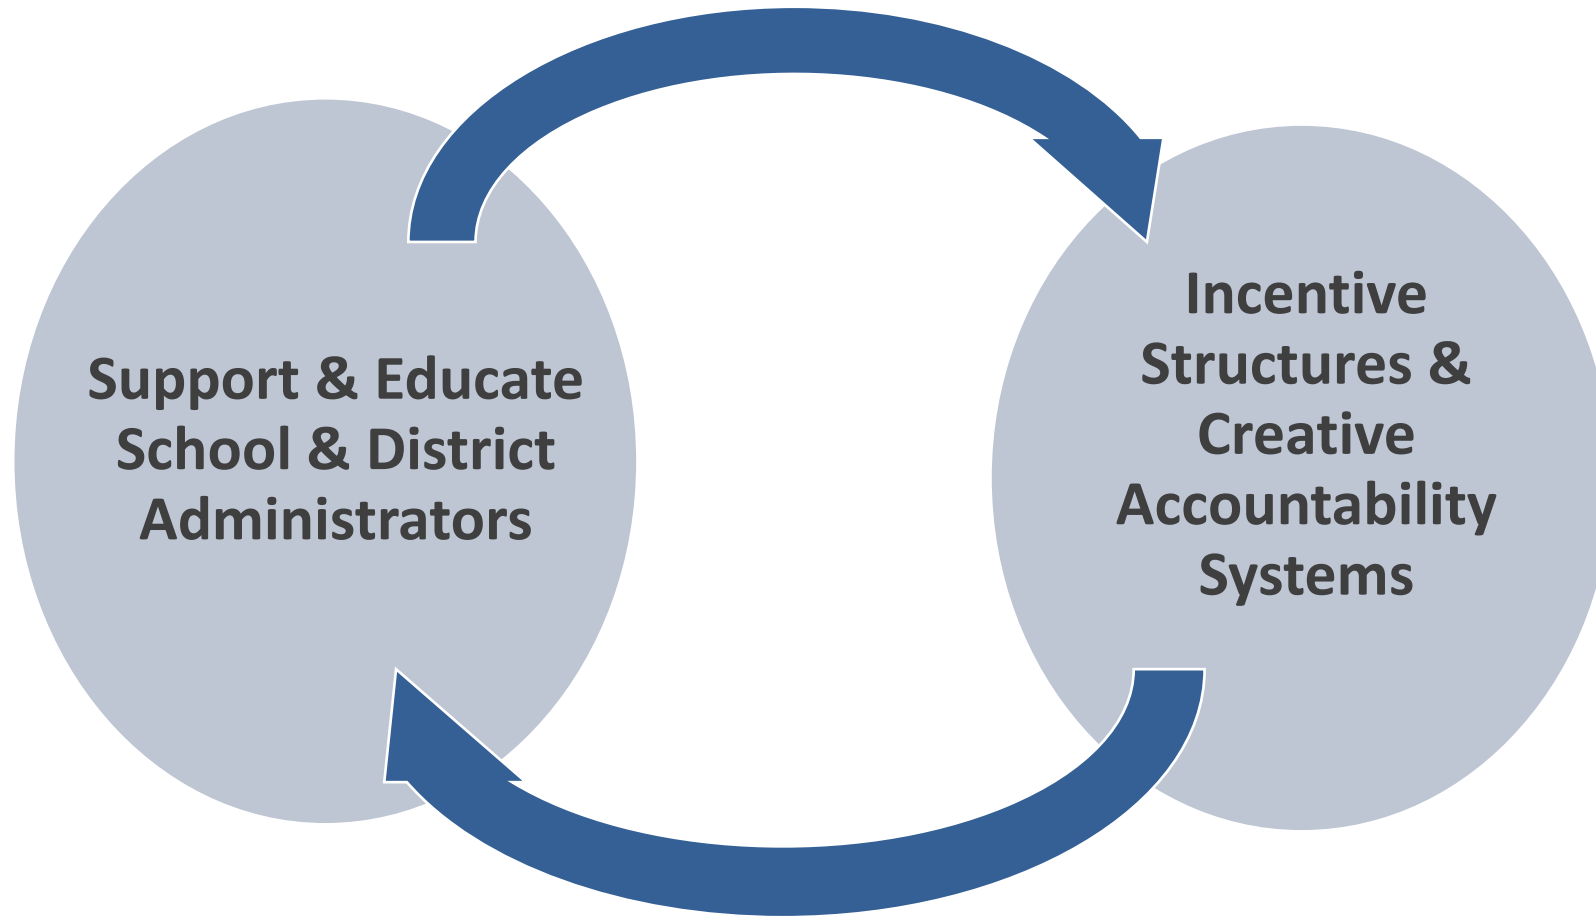 Support & Educate
School & District
Administrators
Incentive
Structures &
Creative
Accountability
Systems